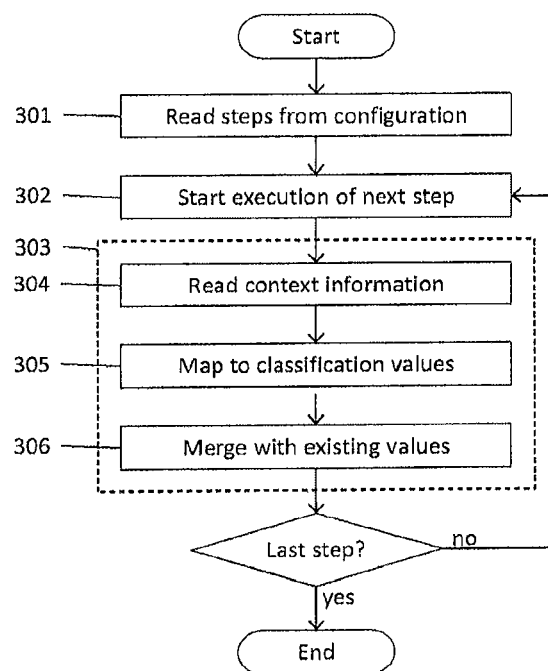 Start
301 Read steps from configuration
302 Start execution of next step
303
304 Read context information
305 Map to classification values
306 Merge with existing values
Last step? no
yes
End